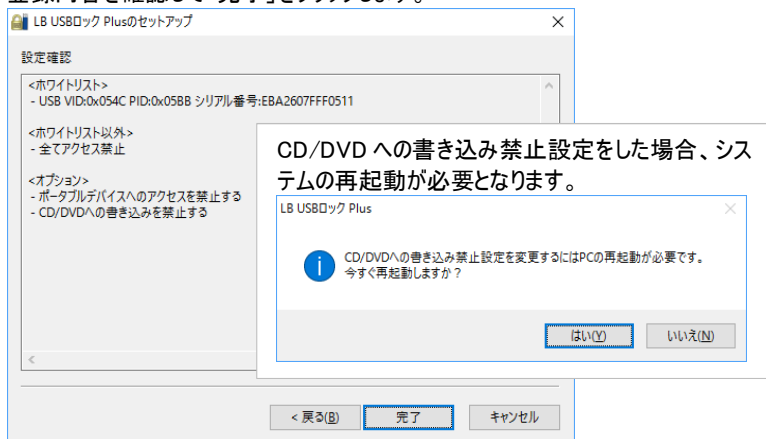 LB USBロック Plusのセットアップ
設定確認
<ホワイトリスト>
- USB VID:0x054C PID:0x05BB シリアル番号:EBA2607FFF0511
<ホワイトリスト以外>
- 全てアクセス禁止
<オプション>
- ポータブルデバイスへのアクセスを禁止する
- CD/DVDへの書き込みを禁止する
CD/DVD への書き込み禁止設定をした場合、シス
テムの再起動が必要となります。
LB USBロック Plus
CD/DVDへの書き込み禁止設定を変更するにはPCの再起動が必要です。
今すぐ再起動しますか？
はい(Y)
いいえ(N)
< 戻る(B)
完了
キャンセル